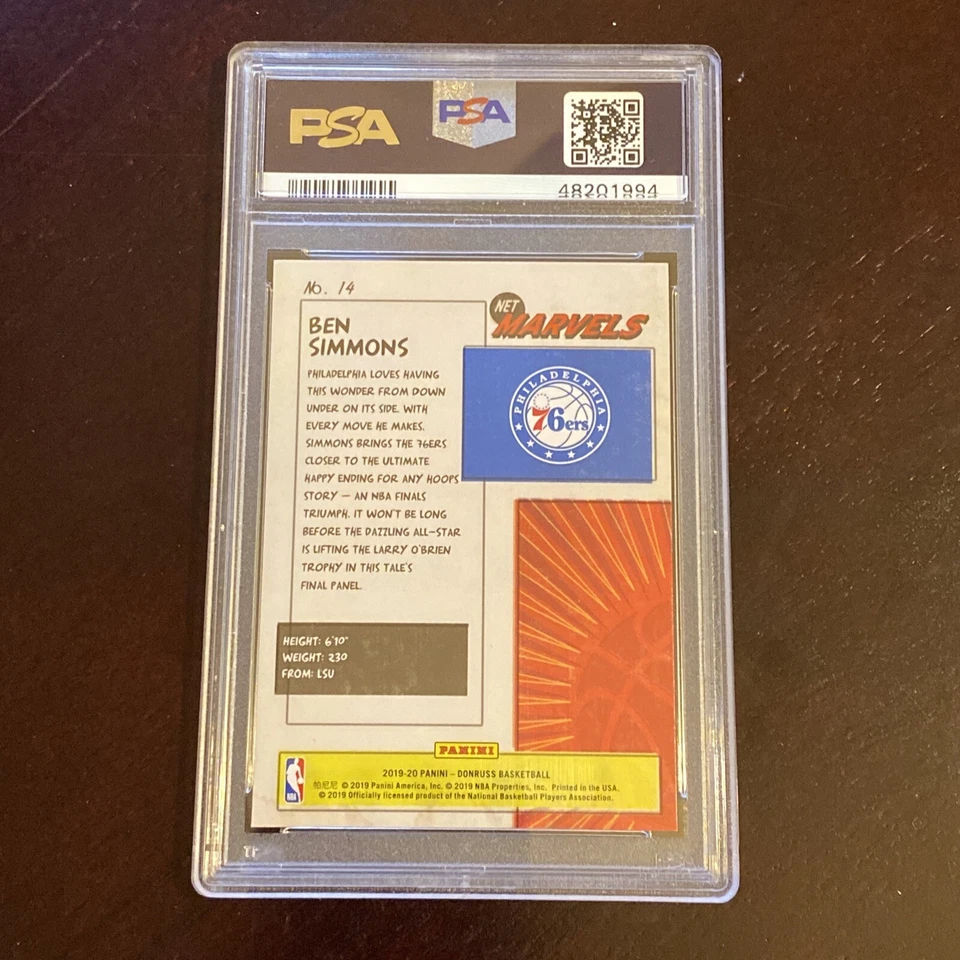 PSA
PSA
48201994
No. 14
NET
MARVELS
BEN
SIMMONS
PHILADELPHIA LOVES HAVING
THIS WONDER FROM DOWN
UNDER ON ITS SIDE. WITH
EVERY MOVE HE MAKES,
SIMMONS BRINGS THE 76ERS
CLOSER TO THE ULTIMATE
HAPPY ENDING FOR ANY HOOPS
STORY – AN NBA FINALS
TRIUMPH. IT WON'T BE LONG
BEFORE THE DAZZLING ALL-STAR
IS LIFTING THE LARRY O'BRIEN
TROPHY IN THIS TALE'S
FINAL PANEL.
PHILADELPHIA
76ers
HEIGHT: 6'10"
WEIGHT: 230
FROM: LSU
PANINI
2019-20 PANINI – DONRUSS BASKETBALL
帕尼尼 © 2019 Panini America, Inc. © 2019 NBA Properties, Inc. Printed in the USA.
© 2019 Officially licensed product of the National Basketball Players Association.
NBA